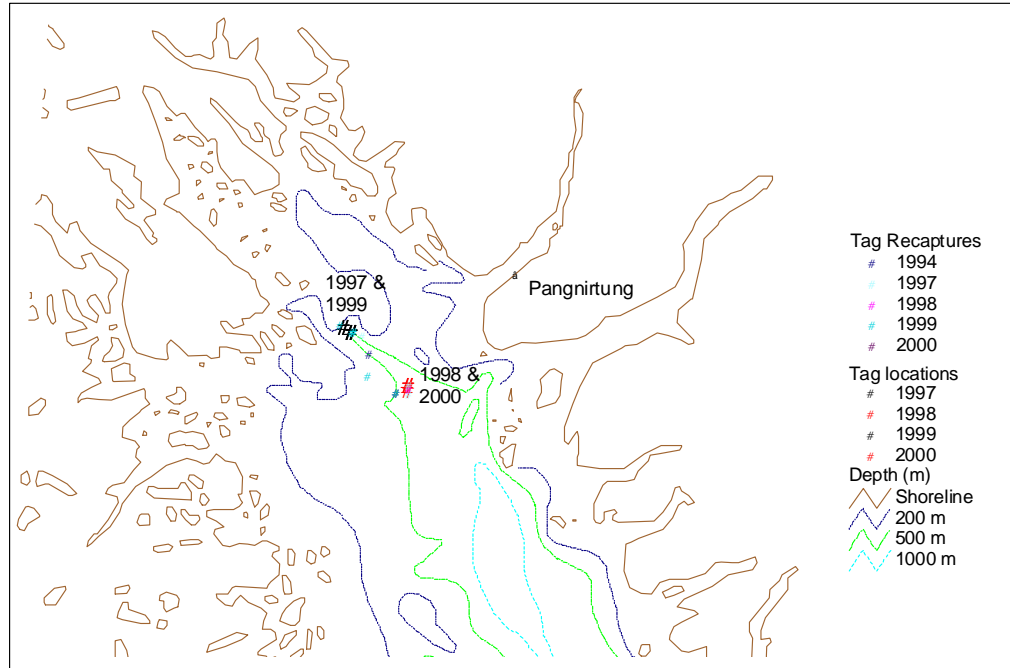 1997 &
1999
å
Pangnirtung
1998 &
2000
Tag Recaptures
# 1994
# 1997
# 1998
# 1999
# 2000
Tag locations
# 1997
# 1998
# 1999
# 2000
Depth (m)
Shoreline
200 m
500 m
1000 m